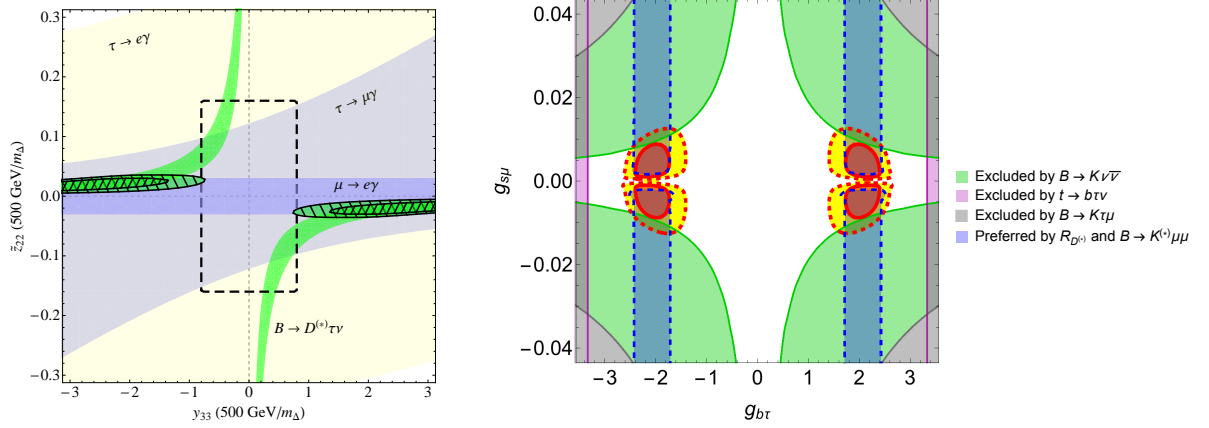 τ → eγ
τ → μγ
μ → eγ
B → D(*)τν
0.3
0.2
0.1
0.0
-0.1
-0.2
-0.3
-3 -2 -1 0 1 2 3
z̃22 (500 GeV/mΔ)
y33 (500 GeV/mΔ)
0.04
0.02
0.00
-0.02
-0.04
-3 -2 -1 0 1 2 3
gsμ
gbτ
Excluded by B → Kνν̅
Excluded by t → bτν
Excluded by B → Kτμ
Preferred by RD(*) and B → K(*)μμ